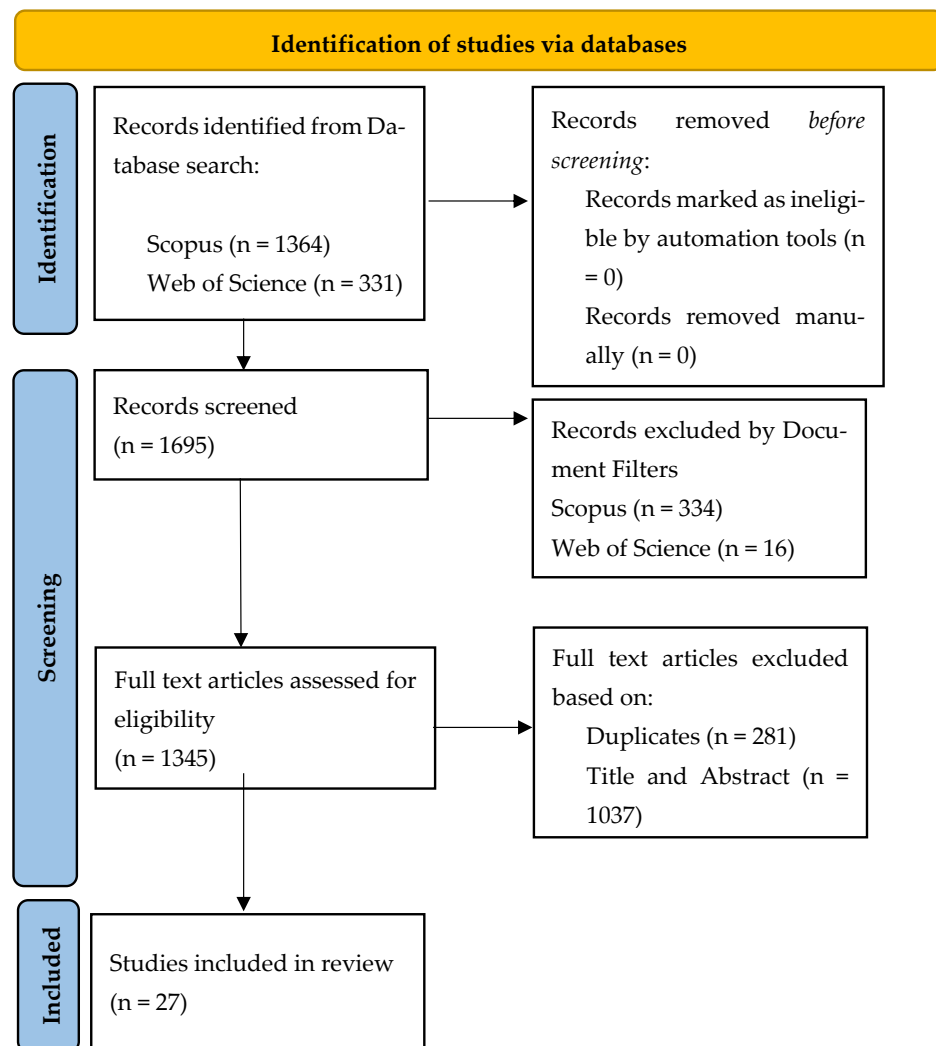 Identification of studies via databases
Identification
Records identified from Da-
tabase search:
Scopus (n = 1364)
Web of Science (n = 331)
Records removed before
screening:
Records marked as ineligi-
ble by automation tools (n
= 0)
Records removed manu-
ally (n = 0)
Screening
Records screened
(n = 1695)
Records excluded by Docu-
ment Filters
Scopus (n = 334)
Web of Science (n = 16)
Full text articles assessed for
eligibility
(n = 1345)
Full text articles excluded
based on:
Duplicates (n = 281)
Title and Abstract (n =
1037)
Included
Studies included in review
(n = 27)